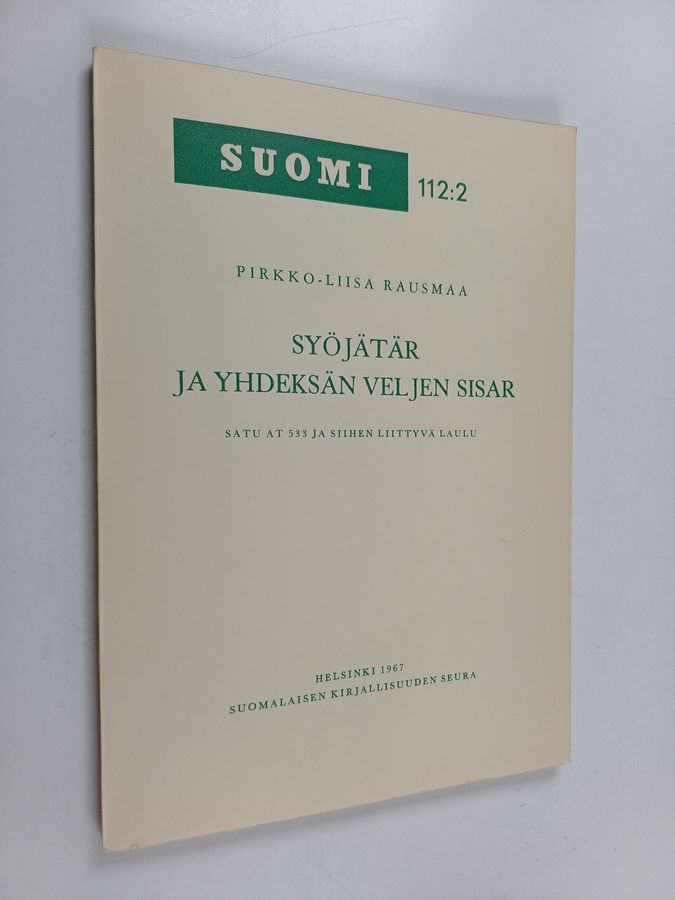 SUOMI
112:2
PIRKKO-LIISA RAUSMAA
SYÖJÄTÄR
JA YHDEKSÄN VELJEN SISAR
SATU AT 533 JA SIIHEN LIITTYVÄ LAULU
HELSINKI 1967
SUOMALAISEN KIRJALLISUUDEN SEURA